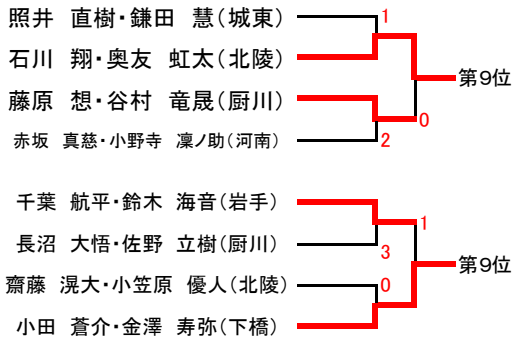 照井　直樹・鎌田　慧（城東）
1
石川　翔・奥友　虹太（北陵）
第９位
藤原　想・谷村　竜晟（厨川）
0
赤坂　真慈・小野寺　凜ノ助（河南）
2
千葉　航平・鈴木　海音（岩手）
1
長沼　大悟・佐野　立樹（厨川）
3
第９位
齋藤　滉大・小笠原　優人（北陵）
0
小田　蒼介・金澤　寿弥（下橋）